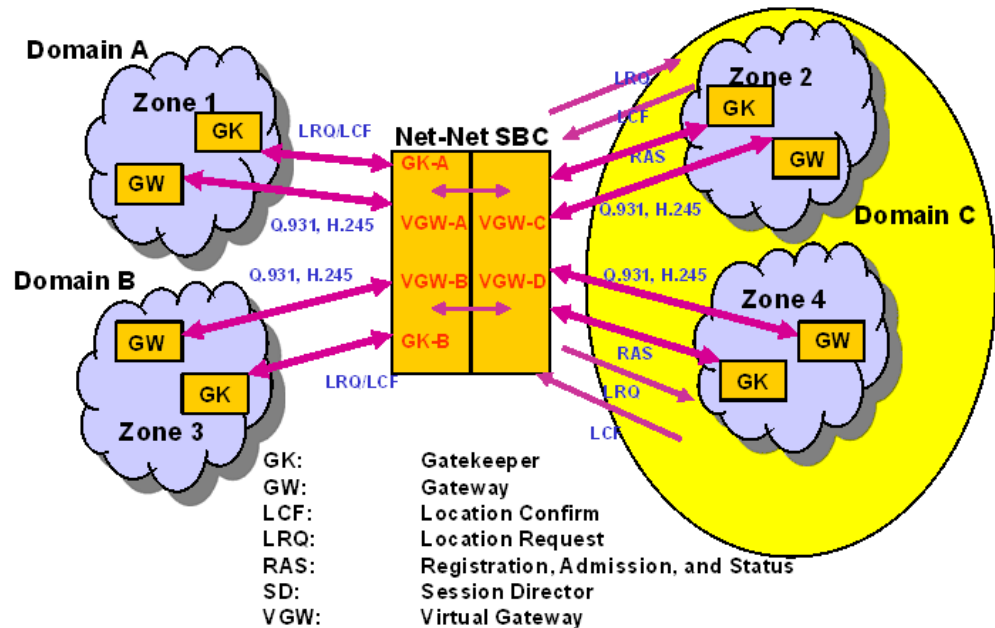 Domain A
Zone 1
GK
GW
LRQ/LCF
Q.931, H.245
Net-Net SBC
GK-A
VGW-A
VGW-C
VGW-B
VGW-D
GK-B
LRQ
LCF
RAS
Q.931, H.245
Zone 2
GK
GW
Domain C
Domain B
Q.931, H.245
GW
GK
Zone 3
LRQ/LCF
Q.931, H.245
RAS
LRQ
LCF
Zone 4
GW
GK
GK: Gatekeeper
GW: Gateway
LCF: Location Confirm
LRQ: Location Request
RAS: Registration, Admission, and Status
SD: Session Director
VGW: Virtual Gateway